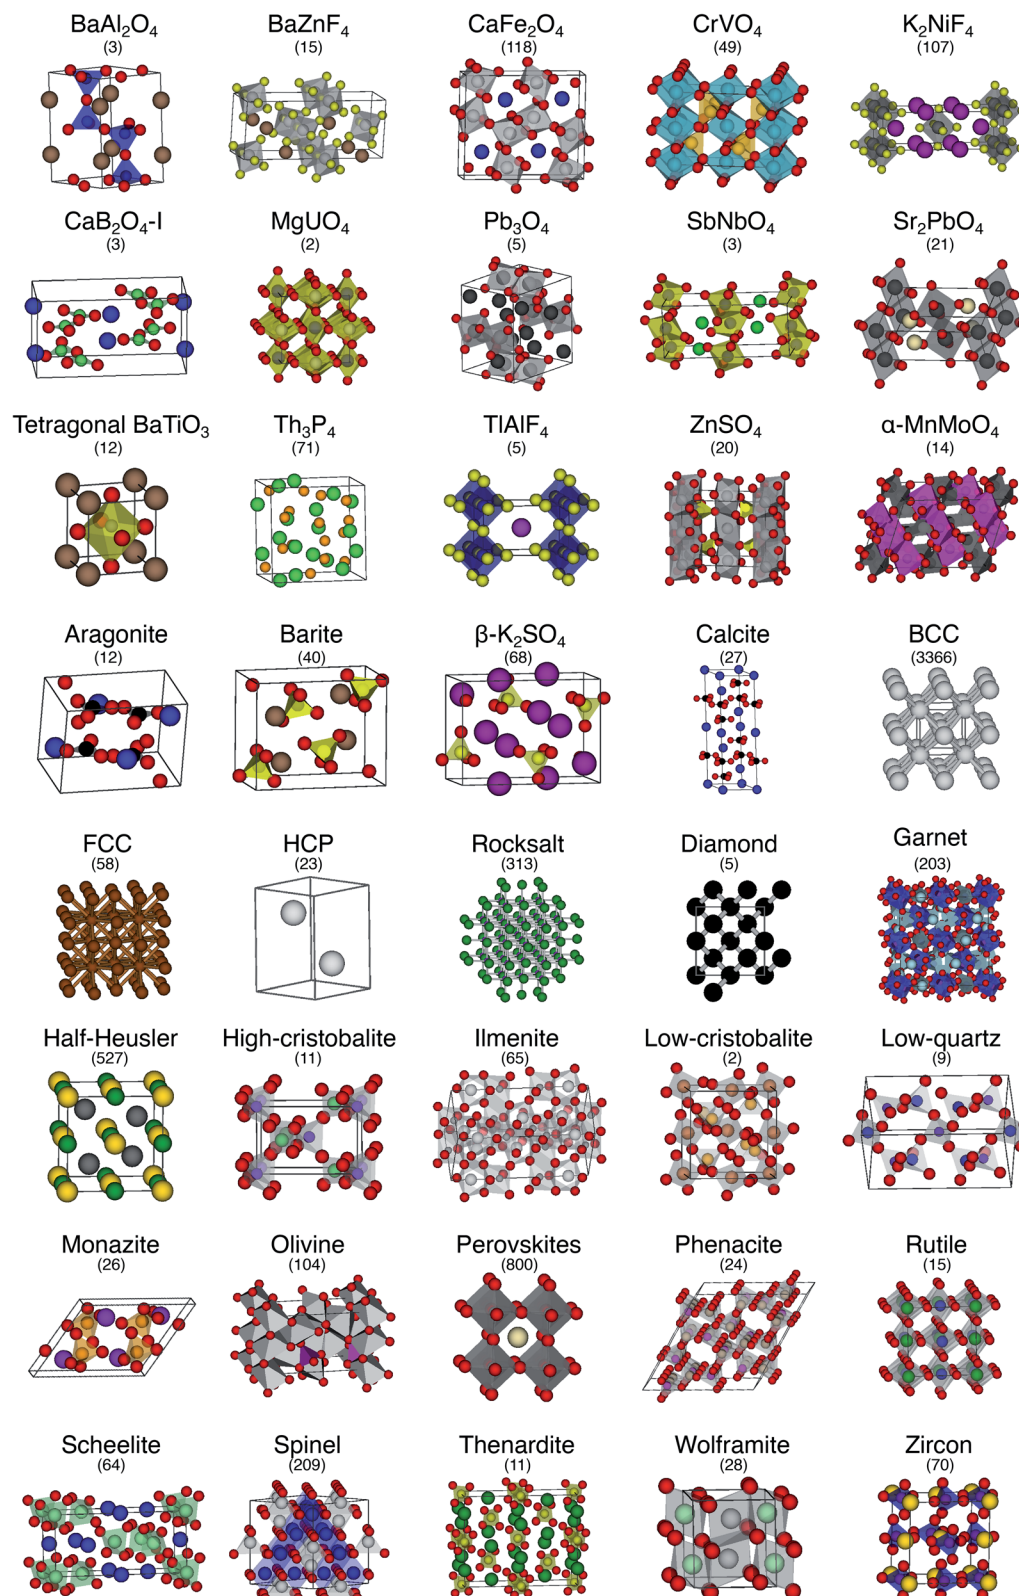 BaAl₂O₄ BaZnF₄ CaFe₂O₄ CrVO₄ K₂NiF₄
(3) (15) (118) (49) (107)
CaB₂O₄-I MgUO₄ Pb₃O₄ SbNbO₄ Sr₂PbO₄
(3) (2) (5) (3) (21)
Tetragonal BaTiO₃ Th₃P₄ TlAlF₄ ZnSO₄ α-MnMoO₄
(12) (71) (5) (20) (14)
Aragonite Barite β-K₂SO₄ Calcite BCC
(12) (40) (68) (27) (3366)
FCC HCP Rocksalt Diamond Garnet
(58) (23) (313) (5) (203)
Half-Heusler High-cristobalite Ilmenite Low-cristobalite Low-quartz
(527) (11) (65) (2) (9)
Monazite Olivine Perovskites Phenacite Rutile
(26) (104) (800) (24) (15)
Scheelite Spinel Thenardite Wolframite Zircon
(64) (209) (11) (28) (70)